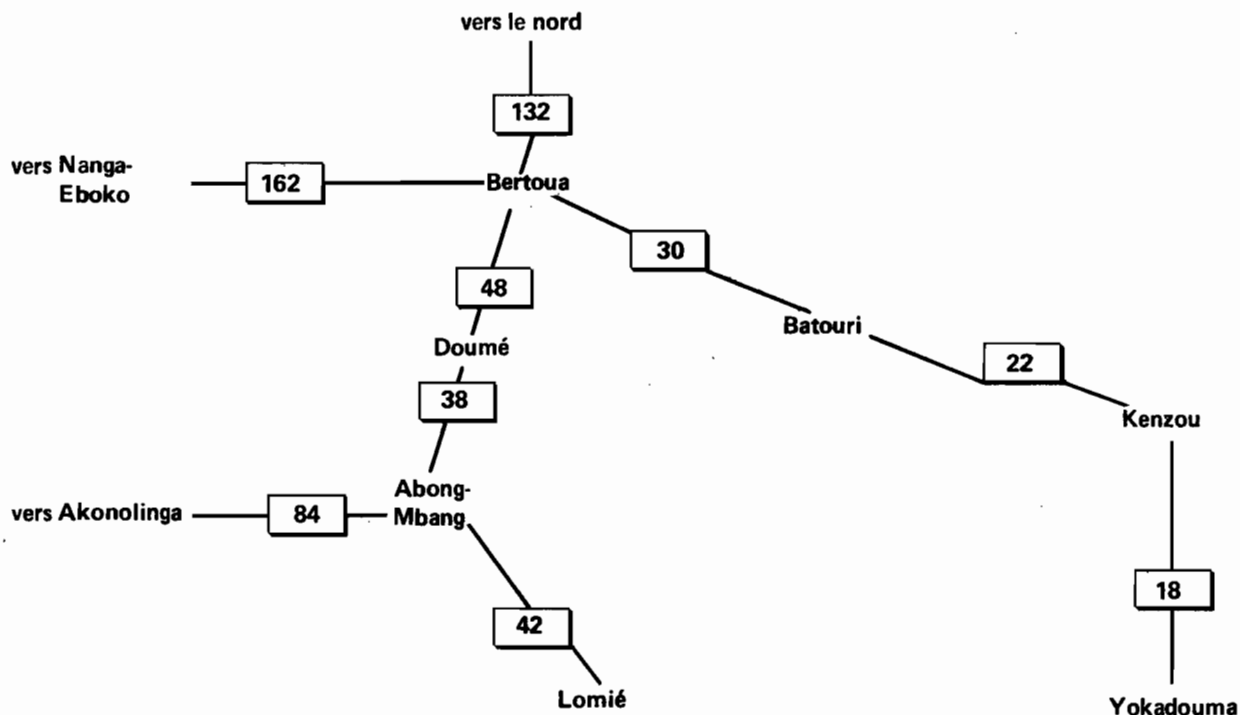 vers le nord
132
vers Nanga-
Eboko
162
Bertoua
30
48
Batouri
Doumé
22
38
Kenzou
Abong-
Mbang
vers Akonolinga
84
18
42
Lomié
Yokadouma